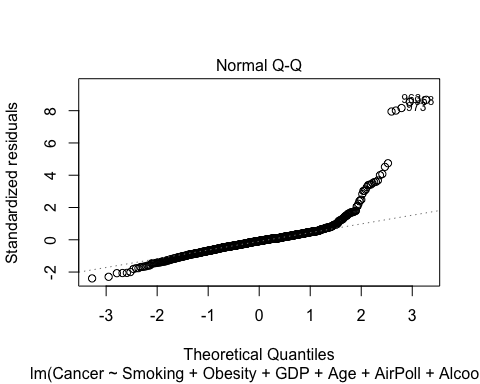 Normal Q-Q
Standardized residuals
8
6
4
2
0
-2
973
-3 -2 -1 0 1 2 3
Theoretical Quantiles
lm(Cancer ~ Smoking + Obesity + GDP + Age + AirPoll + Alcoo